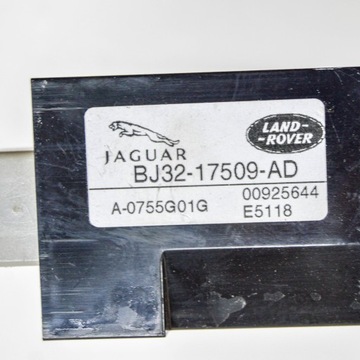 JAGUAR
LAND-
ROVER
BJ32-17509-AD
A-0755G01G 00925644
E5118